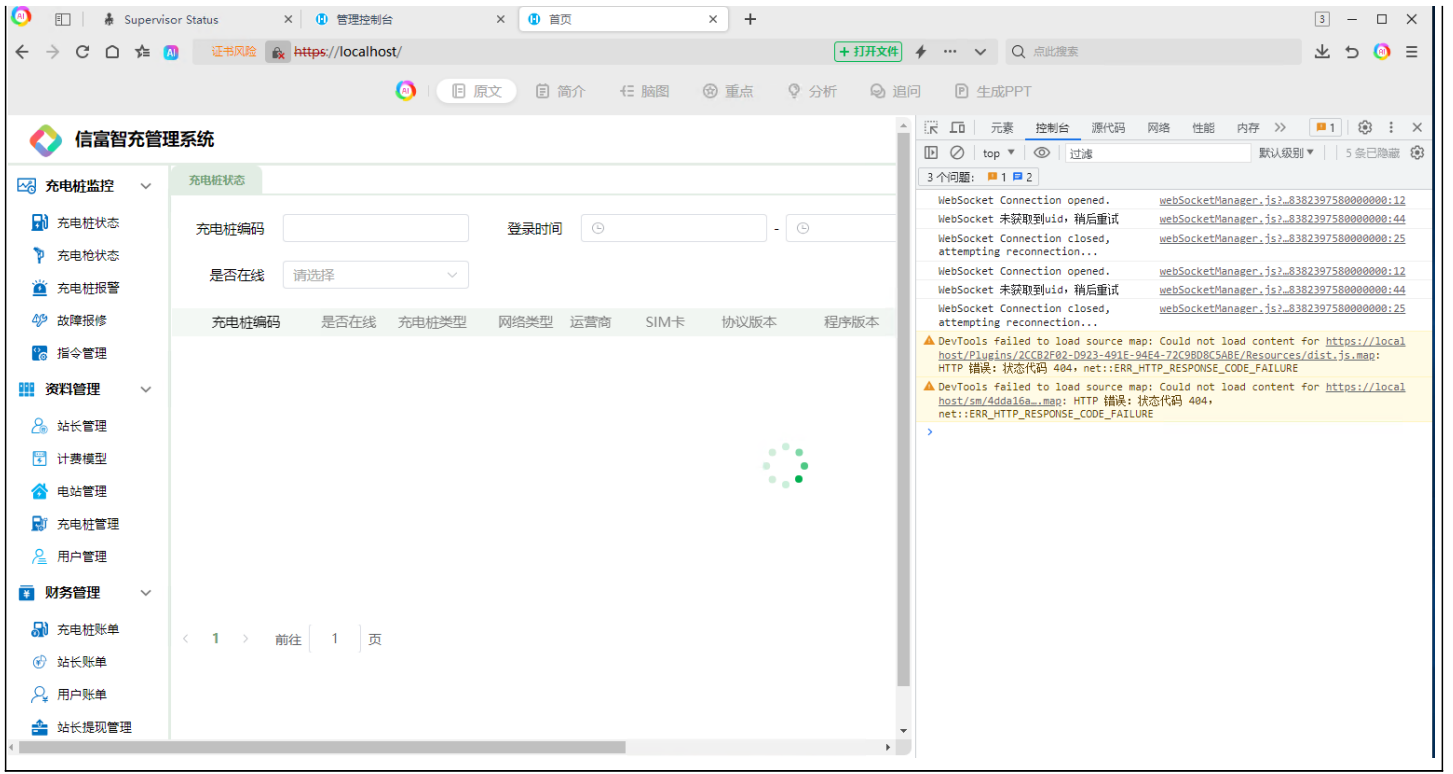 Supervisor Status
管理控制台
首页
3
证书风险 https://localhost/
打开文件
点此搜索
原文 简介 脑图 重点 分析 追问 生成PPT
信富智充管理系统
充电桩监控
充电桩状态
充电枪状态
充电桩报警
故障报修
指令管理
资料管理
站长管理
计费模型
电站管理
充电桩管理
用户管理
财务管理
充电桩账单
站长账单
用户账单
站长提现管理
充电桩状态
充电桩编码 登录时间 -
是否在线 请选择
充电桩编码 是否在线 充电桩类型 网络类型 运营商 SIM卡 协议版本 程序版本
1 前往 1 页
元素 控制台 源代码 网络 性能 内存 1
top 过滤 默认级别 5 条已隐藏
3 个问题: 1 2
WebSocket Connection opened. webSocketManager.js?…8382397580000000:12
WebSocket 未获取到uid，稍后重试 webSocketManager.js?…8382397580000000:44
WebSocket Connection closed, webSocketManager.js?…8382397580000000:25
attempting reconnection...
WebSocket Connection opened. webSocketManager.js?…8382397580000000:12
WebSocket 未获取到uid，稍后重试 webSocketManager.js?…8382397580000000:44
WebSocket Connection closed, webSocketManager.js?…8382397580000000:25
attempting reconnection...
DevTools failed to load source map: Could not load content for https://local
host/Plugins/2CCB2F02-D923-491E-94E4-72C9BD8C5ABE/Resources/dist.js.map:
HTTP 错误：状态代码 404，net::ERR_HTTP_RESPONSE_CODE_FAILURE
DevTools failed to load source map: Could not load content for https://local
host/sm/4dda16a….map: HTTP 错误：状态代码 404，
net::ERR_HTTP_RESPONSE_CODE_FAILURE